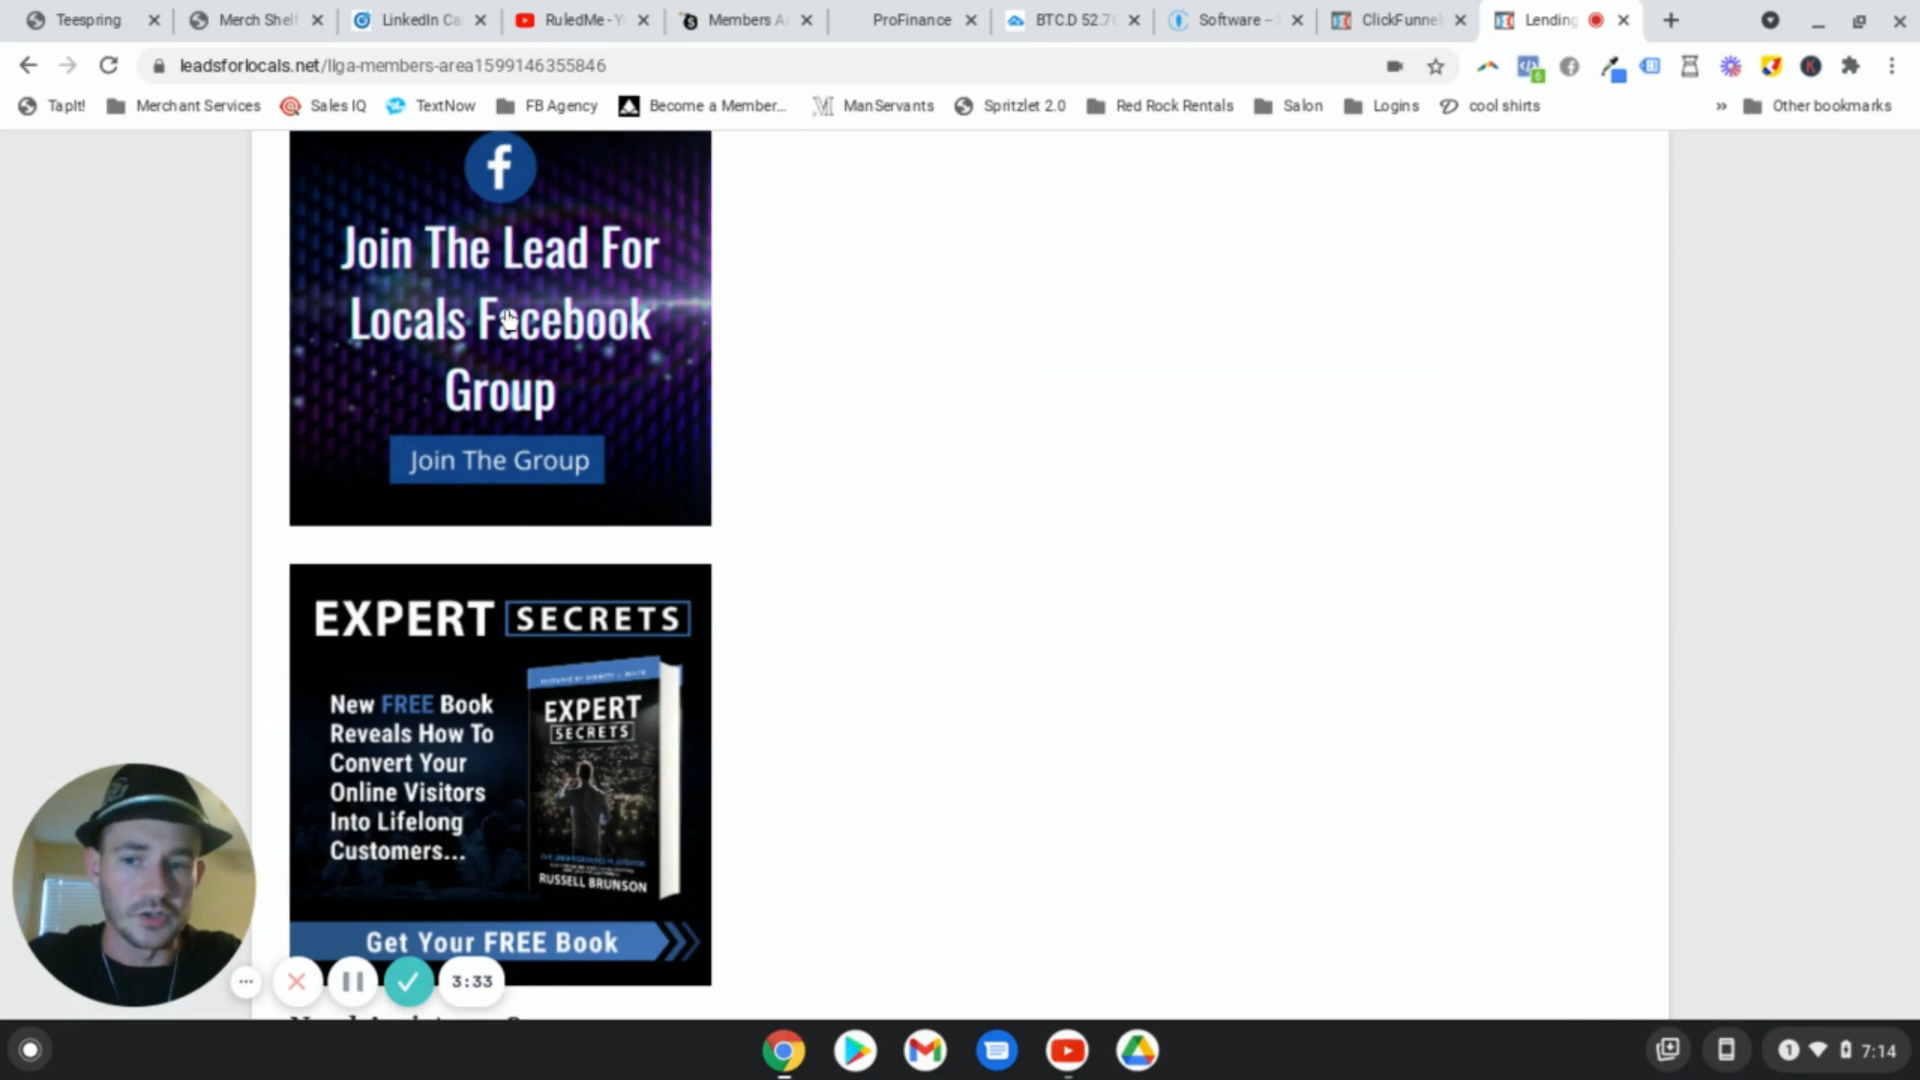 Teespring
Merch Shelf
LinkedIn Ca
RuledMe - Y
Members A
ProFinance
BTC.D 52.7
Software –
ClickFunne
Lending
leadsforlocals.net/llga-members-area1599146355846
6
TapIt!
Merchant Services
Sales IQ
TextNow
FB Agency
Become a Member...
ManServants
Spritzlet 2.0
Red Rock Rentals
Salon
Logins
cool shirts
»
Other bookmarks
Join The Lead For
Locals Facebook
Group
Join The Group
EXPERT SECRETS
New FREE Book
Reveals How To
Convert Your
Online Visitors
Into Lifelong
Customers...
EXPERT
SECRETS
RUSSELL BRUNSON
Get Your FREE Book
3:33
1
7:14